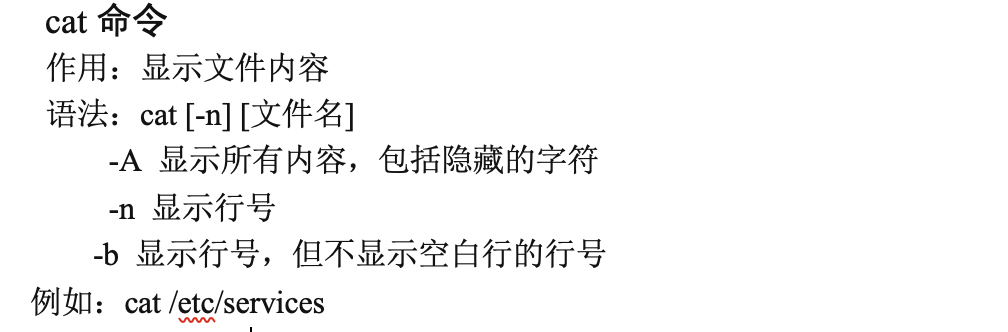 cat 命令
作用：显示文件内容
语法：cat [-n] [文件名]
-A 显示所有内容，包括隐藏的字符
-n 显示行号
-b 显示行号，但不显示空白行的行号
例如：cat /etc/services